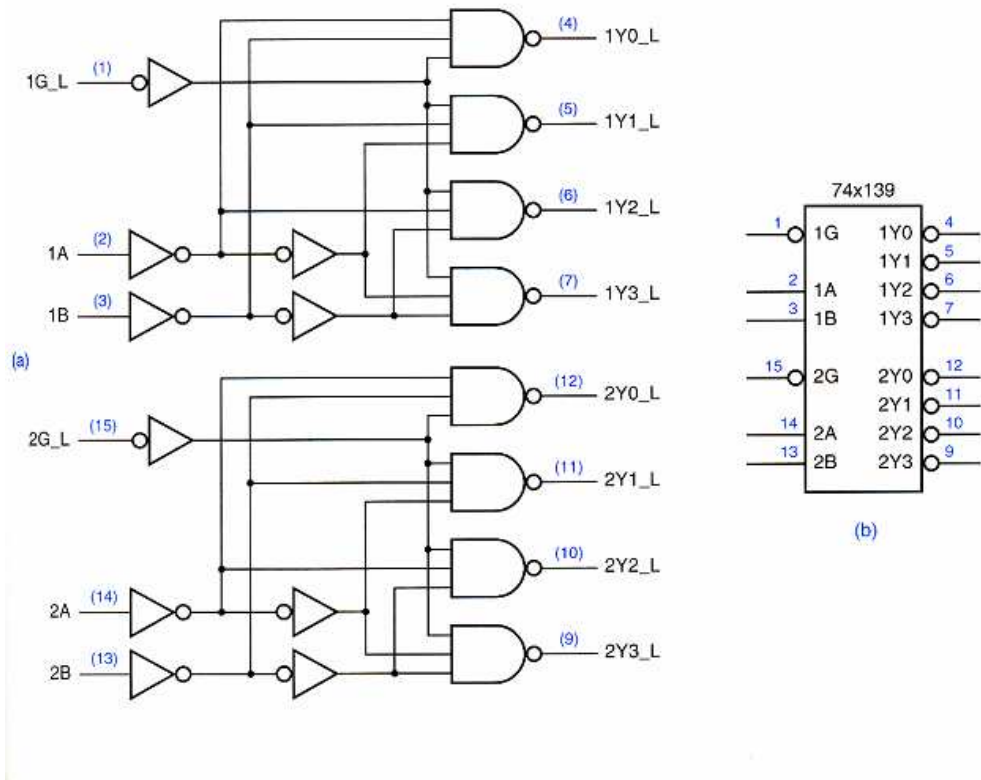 (4) 1Y0_L
1G_L (1)
(5) 1Y1_L
(6) 1Y2_L
1A (2)
1B (3)
(7) 1Y3_L
(a)
(12) 2Y0_L
2G_L (15)
(11) 2Y1_L
(10) 2Y2_L
2A (14)
2B (13)
(9) 2Y3_L
74x139
1 1G 1Y0 4
1Y1 5
2 1A 1Y2 6
3 1B 1Y3 7
15 2G 2Y0 12
2Y1 11
14 2A 2Y2 10
13 2B 2Y3 9
(b)